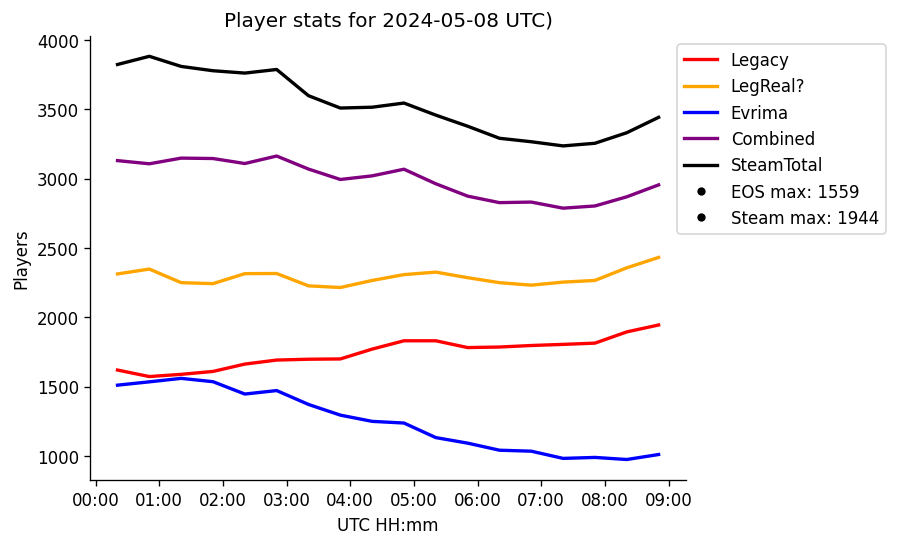 Player stats for 2024-05-08 UTC)
4000
3500
3000
2500
2000
1500
1000
Players
00:00 01:00 02:00 03:00 04:00 05:00 06:00 07:00 08:00 09:00
UTC HH:mm
Legacy
LegReal?
Evrima
Combined
SteamTotal
EOS max: 1559
Steam max: 1944